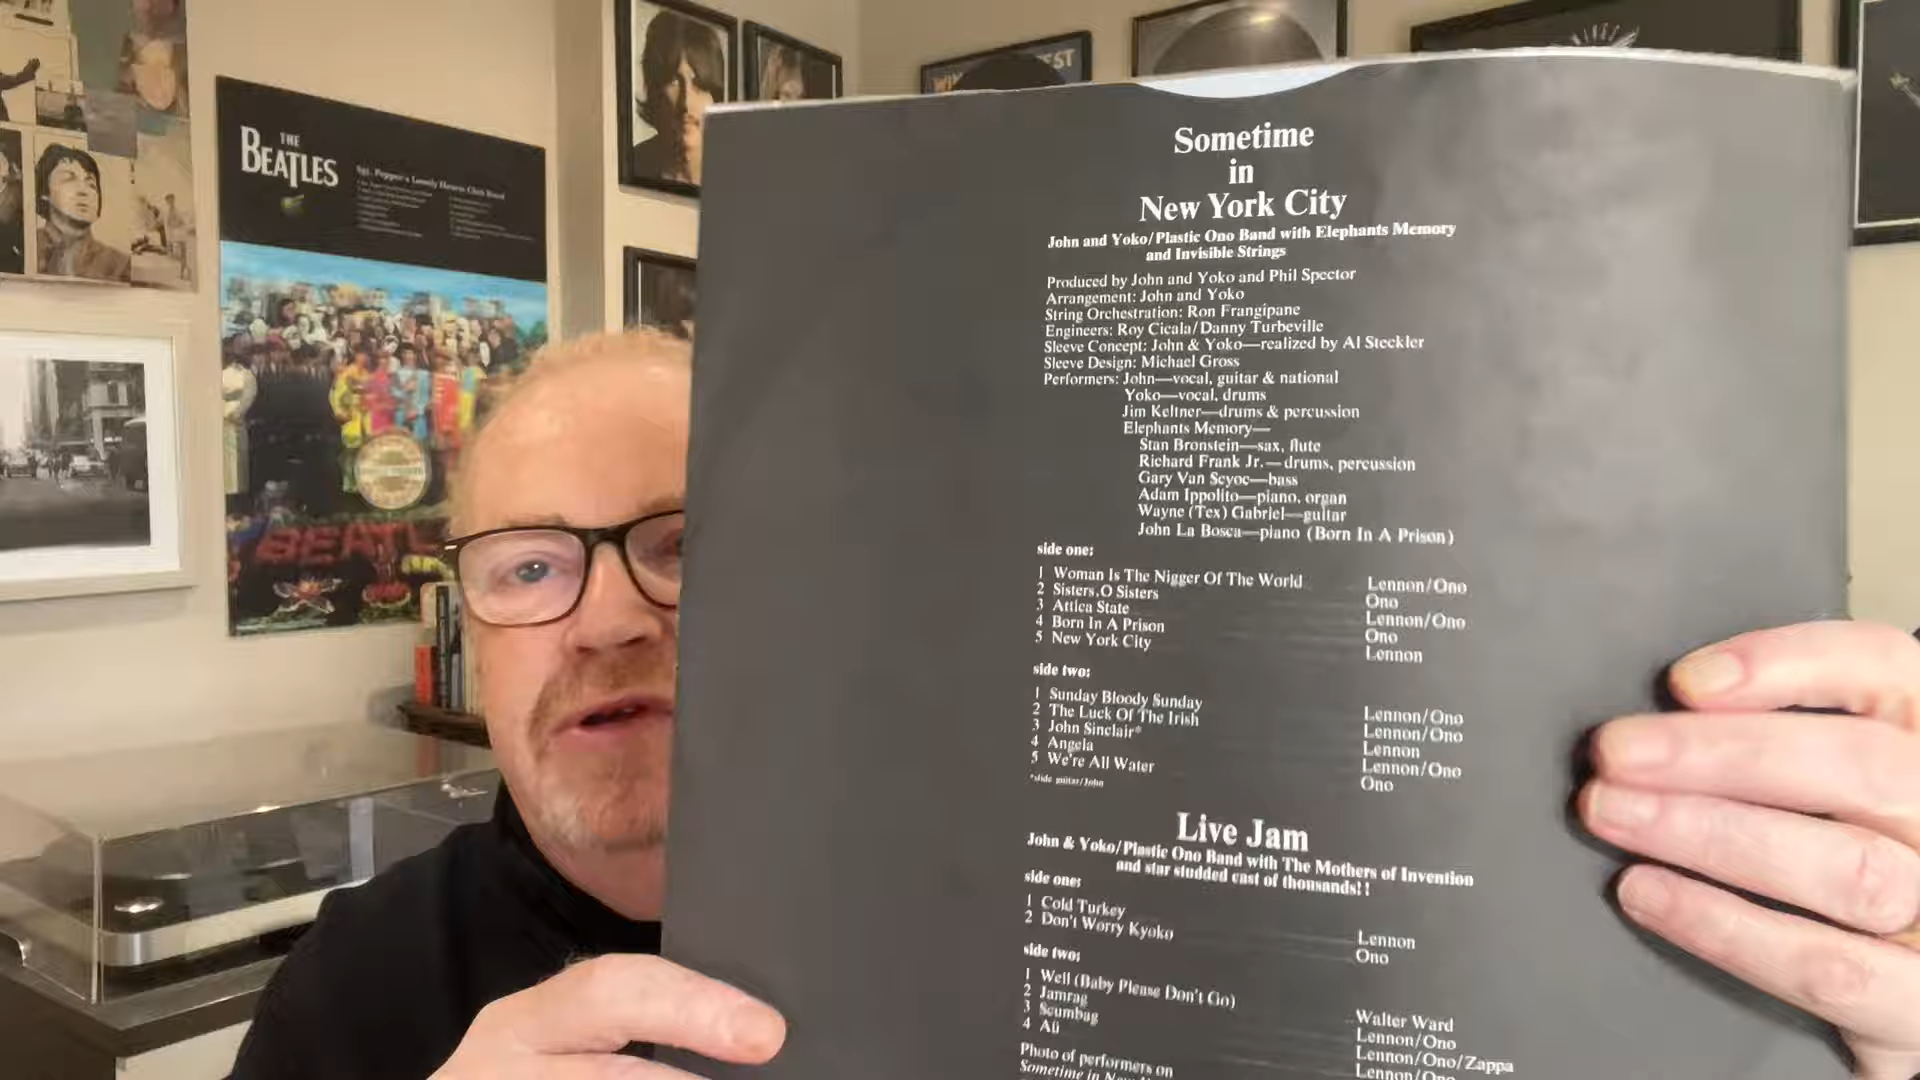 THE
BEATLES
Sgt. Pepper's Lonely Hearts Club Band
WINGS
BEATL
Sometime
in
New York City
John and Yoko/Plastic Ono Band with Elephants Memory
and Invisible Strings
Produced by John and Yoko and Phil Spector
Arrangement: John and Yoko
String Orchestration: Ron Frangipane
Engineers: Roy Cicala/Danny Turbeville
Sleeve Concept: John & Yoko—realized by Al Steckler
Sleeve Design: Michael Gross
Performers: John—vocal, guitar & national
Yoko—vocal, drums
Jim Keltner—drums & percussion
Elephants Memory—
Stan Bronstein—sax, flute
Richard Frank Jr.—drums, percussion
Gary Van Scyoc—bass
Adam Ippolito—piano, organ
Wayne (Tex) Gabriel—guitar
John La Bosca—piano (Born In A Prison)
side one:
1 Woman Is The Nigger Of The World Lennon/Ono
2 Sisters,O Sisters Ono
3 Attica State Lennon/Ono
4 Born In A Prison Ono
5 New York City Lennon
side two:
1 Sunday Bloody Sunday Lennon/Ono
2 The Luck Of The Irish Lennon/Ono
3 John Sinclair* Lennon
4 Angela Lennon/Ono
5 We're All Water Ono
*slide guitar/John
Live Jam
John & Yoko/Plastic Ono Band with The Mothers of Invention
and star studded cast of thousands!!
side one:
1 Cold Turkey Lennon
2 Don't Worry Kyoko Ono
side two:
1 Well (Baby Please Don't Go) Walter Ward
2 Jamrag Lennon/Ono
3 Scumbag Lennon/Ono/Zappa
4 Aü Lennon/Ono
Photo of performers on
Sometime in New